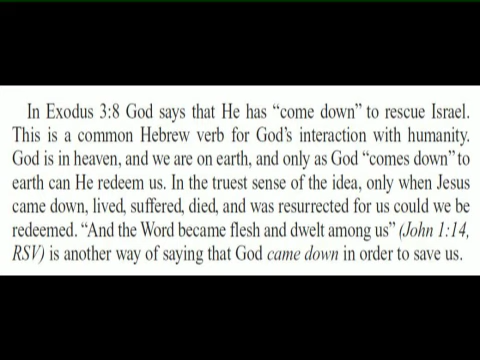 In Exodus 3:8 God says that He has “come down” to rescue Israel.
This is a common Hebrew verb for God’s interaction with humanity.
God is in heaven, and we are on earth, and only as God “comes down” to
earth can He redeem us. In the truest sense of the idea, only when Jesus
came down, lived, suffered, died, and was resurrected for us could we be
redeemed. “And the Word became flesh and dwelt among us” (John 1:14,
RSV) is another way of saying that God came down in order to save us.